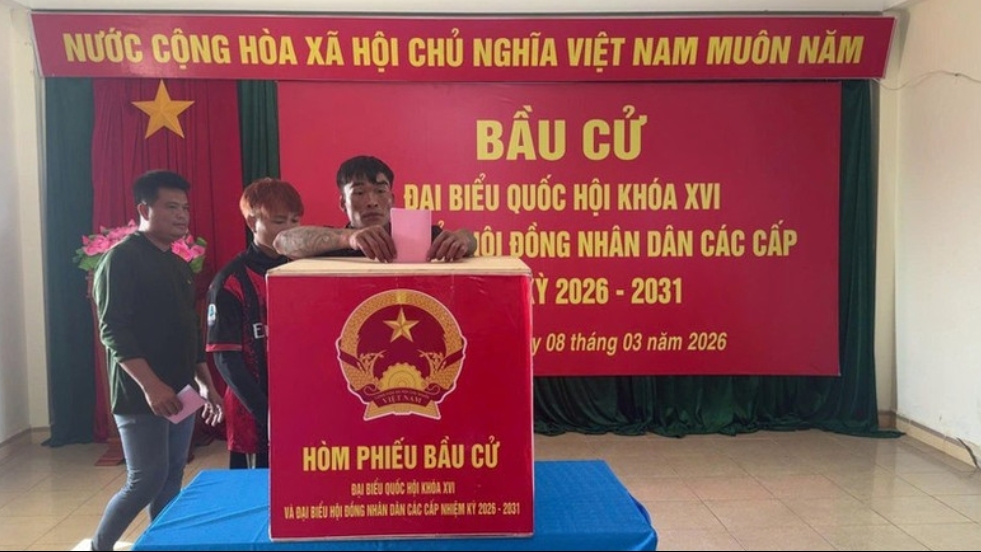 NƯỚC CỘNG HÒA XÃ HỘI CHỦ NGHĨA VIỆT NAM MUÔN NĂM
BẦU CỬ
ĐẠI BIỂU QUỐC HỘI KHÓA XVI
HỘI ĐỒNG NHÂN DÂN CÁC CẤP
KỲ 2026 - 2031
08 tháng 03 năm 2026
VIỆT NAM
HÒM PHIẾU BẦU CỬ
ĐẠI BIỂU QUỐC HỘI KHÓA XVI
VÀ ĐẠI BIỂU HỘI ĐỒNG NHÂN DÂN CÁC CẤP NHIỆM KỲ 2026 - 2031